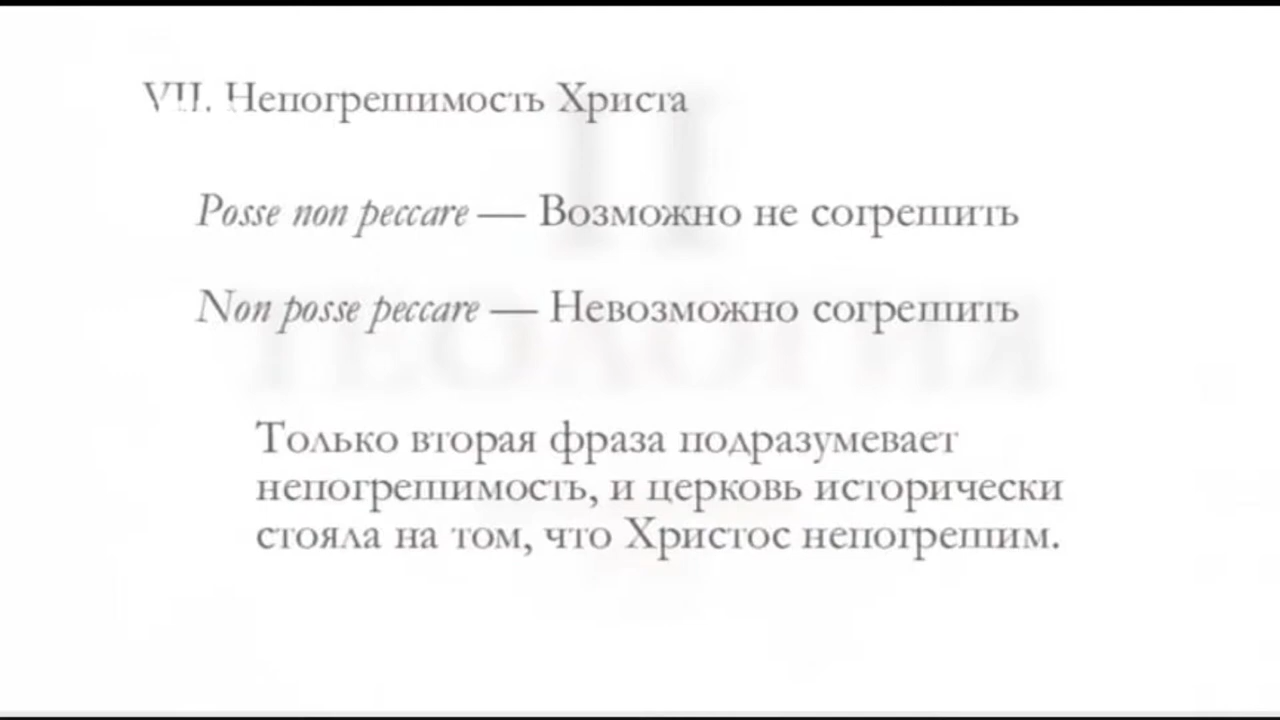 VII. Непогрешимость Христа
Posse non peccare — Возможно не согрешить
Non posse peccare — Невозможно согрешить
Только вторая фраза подразумевает
непогрешимость, и церковь исторически
стояла на том, что Христос непогрешим.
ТЕОЛОГИЯ